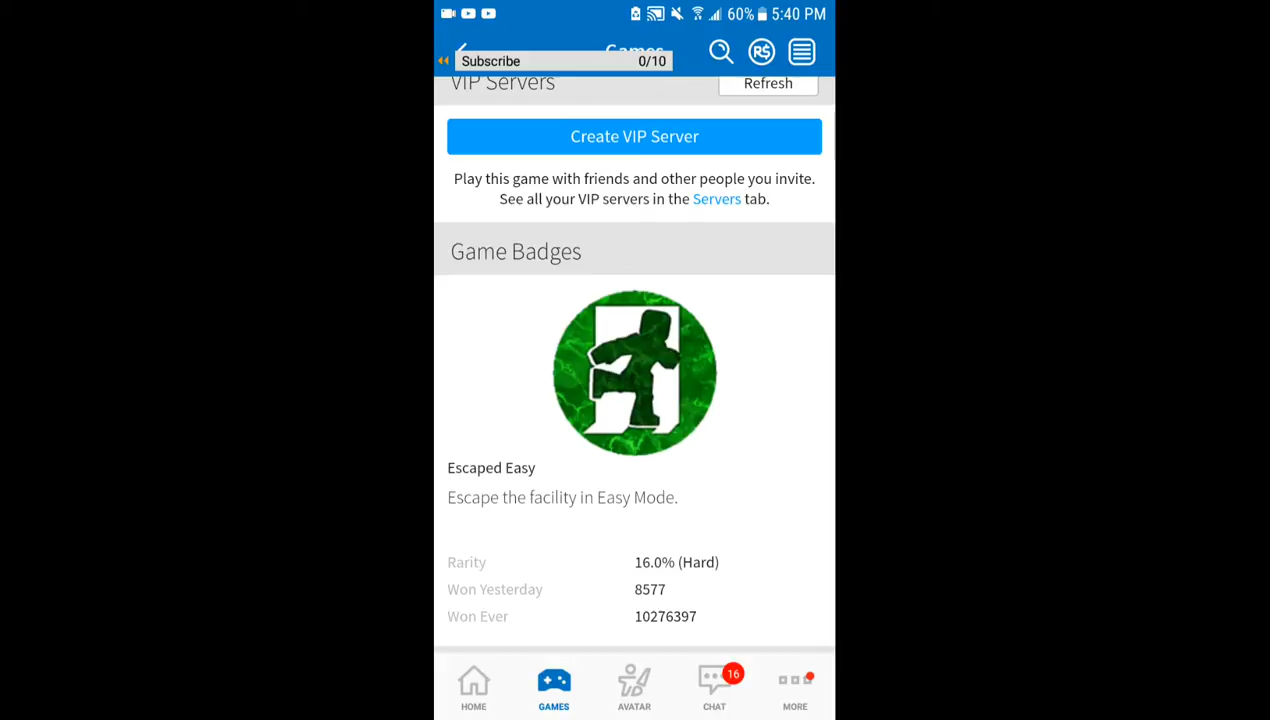 60% 5:40 PM
Games
R$
Subscribe 0/10
VIP Servers
Refresh
Create VIP Server
Play this game with friends and other people you invite.
See all your VIP servers in the Servers tab.
Game Badges
Escaped Easy
Escape the facility in Easy Mode.
Rarity 16.0% (Hard)
Won Yesterday 8577
Won Ever 10276397
16
HOME GAMES AVATAR CHAT MORE